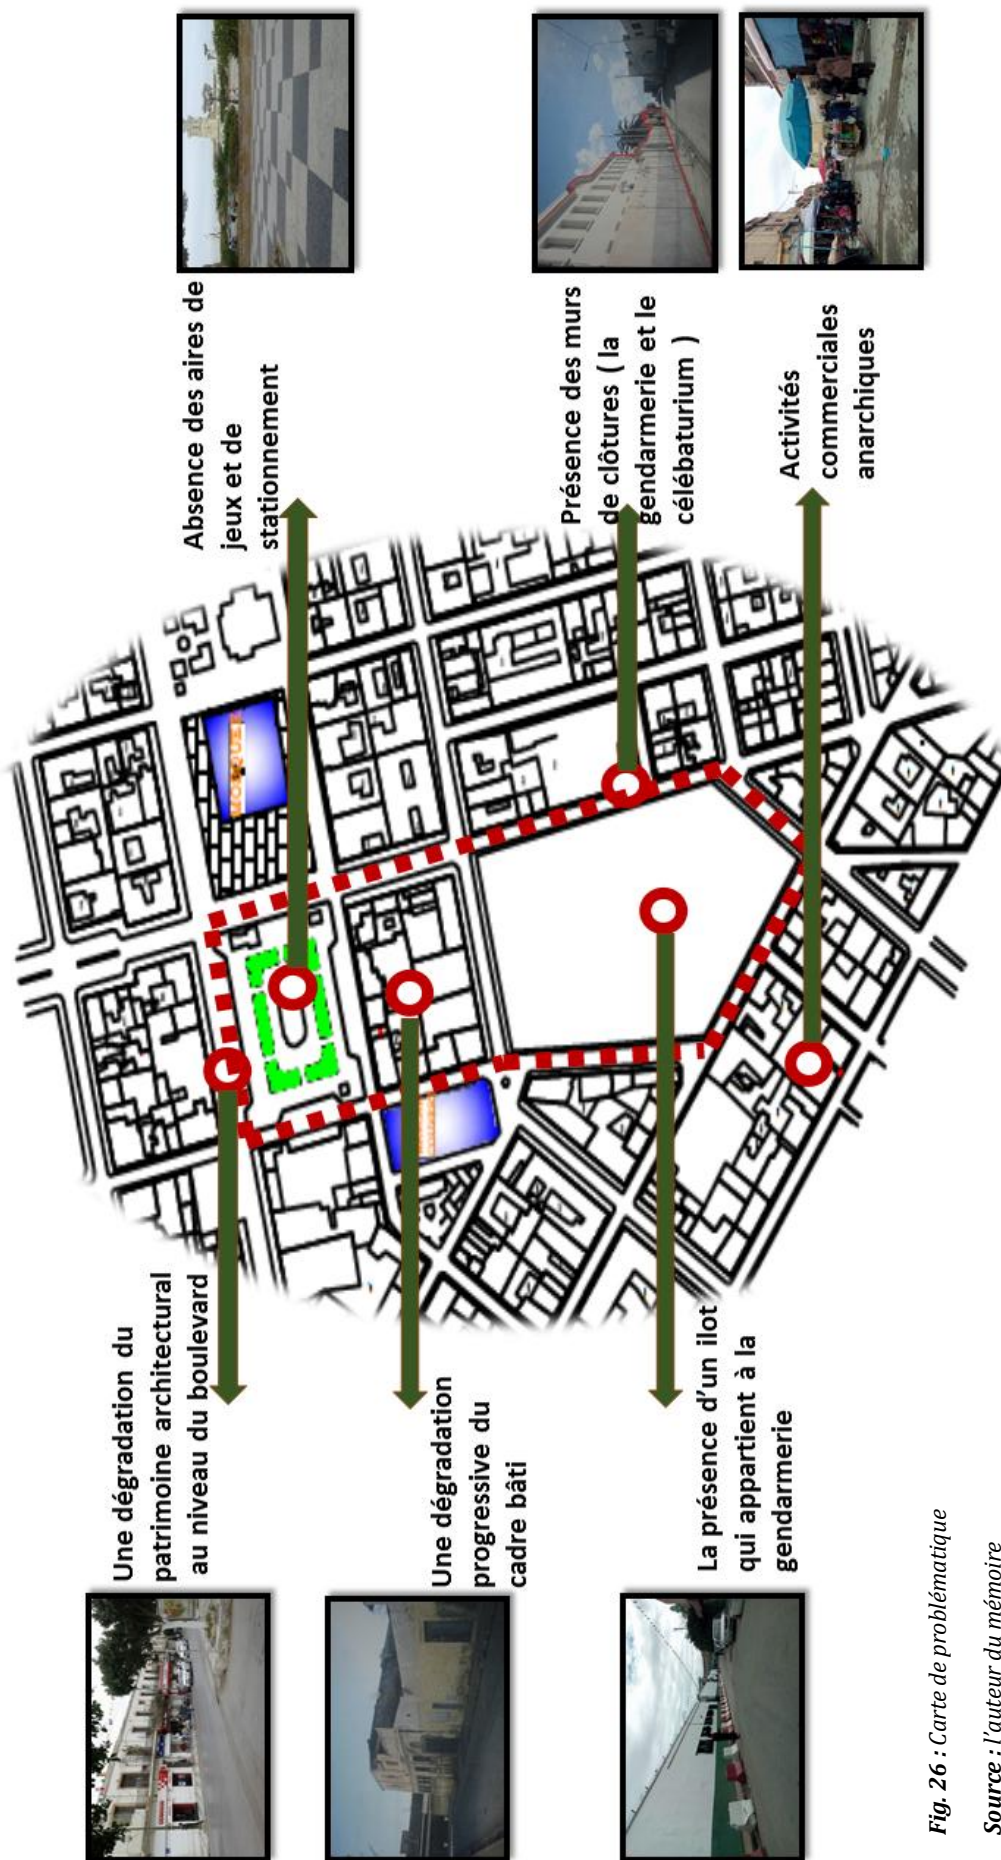 Une dégradation du
patrimoine architectural
au niveau du boulevard
Une dégradation
progressive du
cadre bâti
La présence d'un ilot
qui appartient à la
gendarmerie
Absence des aires de
jeux et de
stationnement
Présence des murs
de clôtures ( la
gendarmerie et le
célébaturium )
Activités
commerciales
anarchiques
MOSQUEE
Fig. 26 : Carte de problématique
Source : l'auteur du mémoire